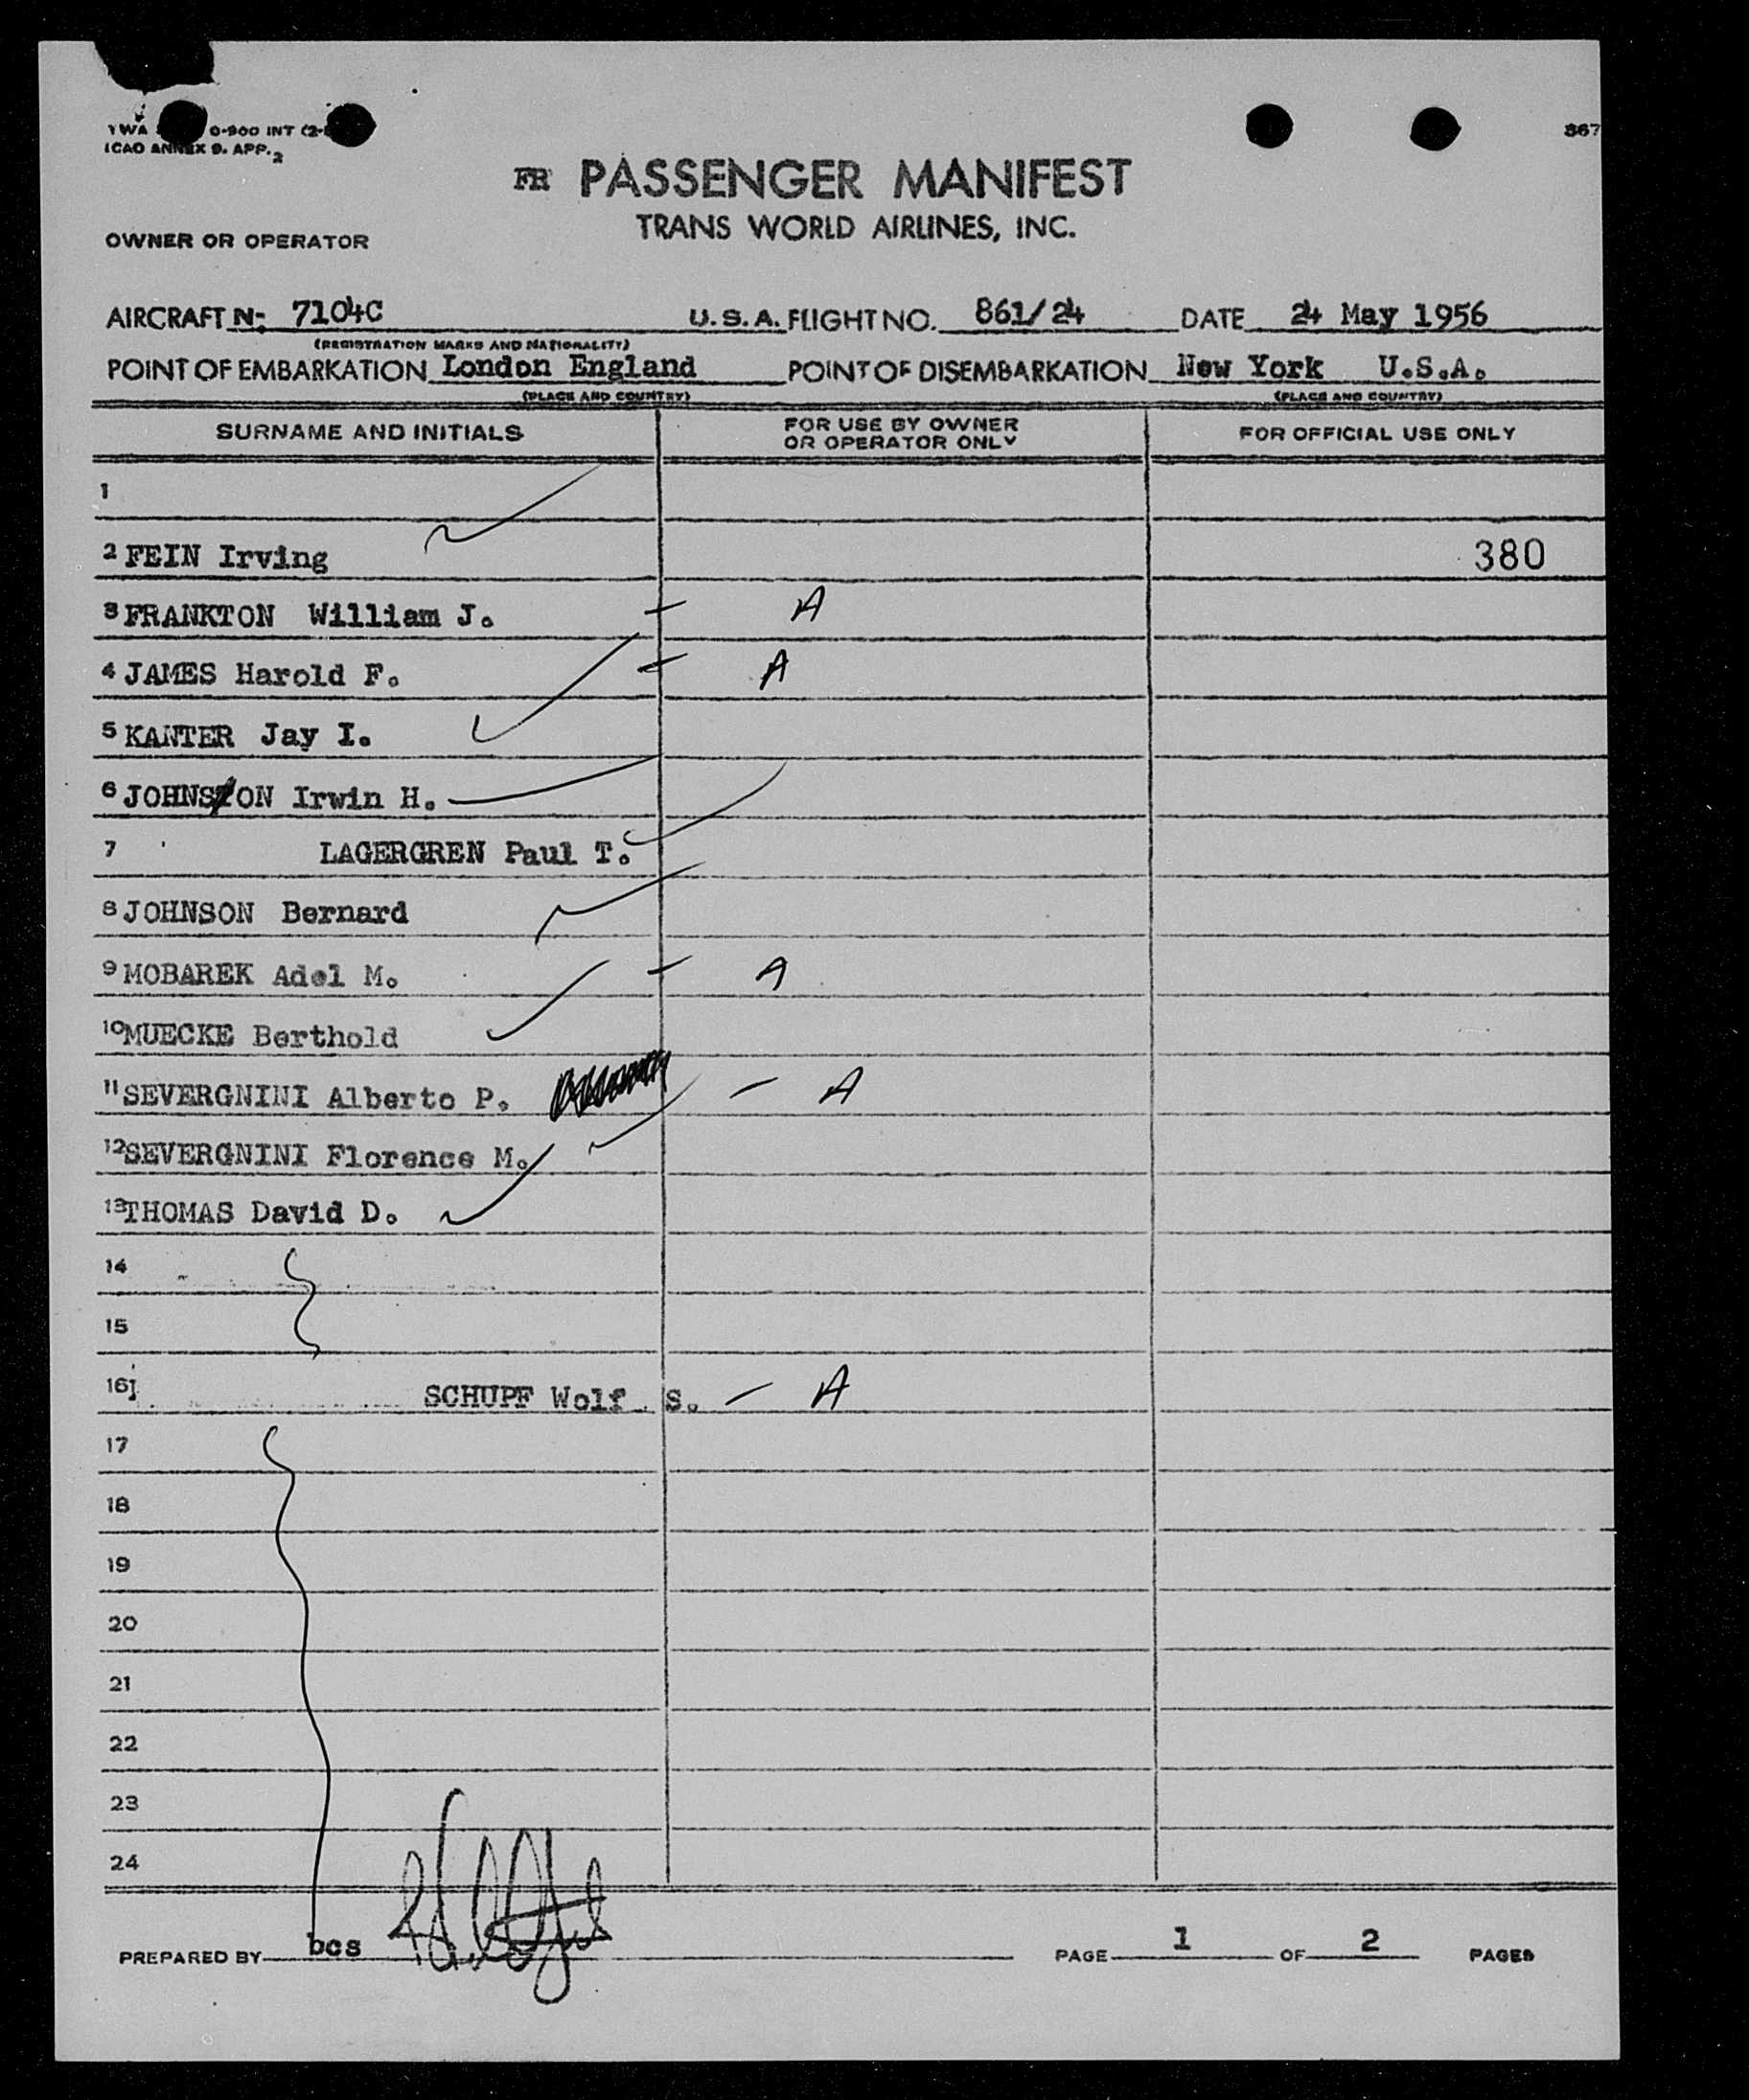 TWA 0-900 INT (2-
367
ICAO ANNEX 9. APP. 2
FR PASSENGER MANIFEST
TRANS WORLD AIRLINES, INC.
OWNER OR OPERATOR
AIRCRAFT N- 7104C U.S.A. FLIGHT NO. 861/24 DATE 24 May 1956
(REGISTRATION MARKS AND NATIONALITY)
POINT OF EMBARKATION London England POINT OF DISEMBARKATION New York U.S.A.
(PLACE AND COUNTRY) (PLACE AND COUNTRY)
SURNAME AND INITIALS FOR USE BY OWNER OR OPERATOR ONLY FOR OFFICIAL USE ONLY
1
2 FEIN Irving 380
3 FRANKTON William J. - A
4 JAMES Harold F. - A
5 KANTER Jay I.
6 JOHNSON Irwin H.
7 LAGERGREN Paul T.
8 JOHNSON Bernard
9 MOBAREK Adel M. - A
10 MUECKE Berthold
11 SEVERGNINI Alberto P. - A
12 SEVERGNINI Florence M.
13 THOMAS David D.
14
15
16 SCHUPF Wolf S. - A
17
18
19
20
21
22
23
24
PREPARED BY bcs PAGE 1 OF 2 PAGES